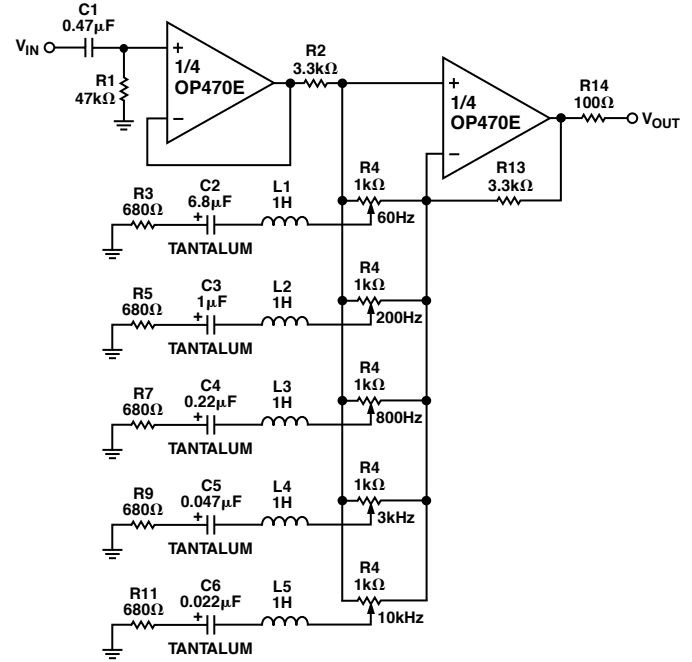 C1
0.47µF
VIN
R1
47kΩ
+
1/4
OP470E
–
R2
3.3kΩ
+
1/4
OP470E
–
R14
100Ω
VOUT
R13
3.3kΩ
R3
680Ω
C2
6.8µF
+
TANTALUM
L1
1H
R4
1kΩ
60Hz
R5
680Ω
C3
1µF
+
TANTALUM
L2
1H
R4
1kΩ
200Hz
R7
680Ω
C4
0.22µF
+
TANTALUM
L3
1H
R4
1kΩ
800Hz
R9
680Ω
C5
0.047µF
+
TANTALUM
L4
1H
R4
1kΩ
3kHz
R11
680Ω
C6
0.022µF
+
TANTALUM
L5
1H
R4
1kΩ
10kHz